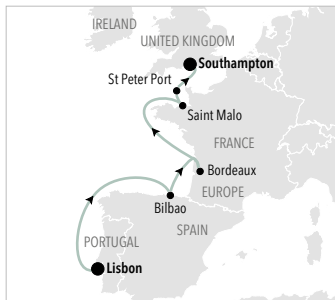 IRELAND
UNITED KINGDOM
Southampton
St Peter Port
Saint Malo
FRANCE
Bordeaux
EUROPE
Bilbao
SPAIN
PORTUGAL
Lisbon